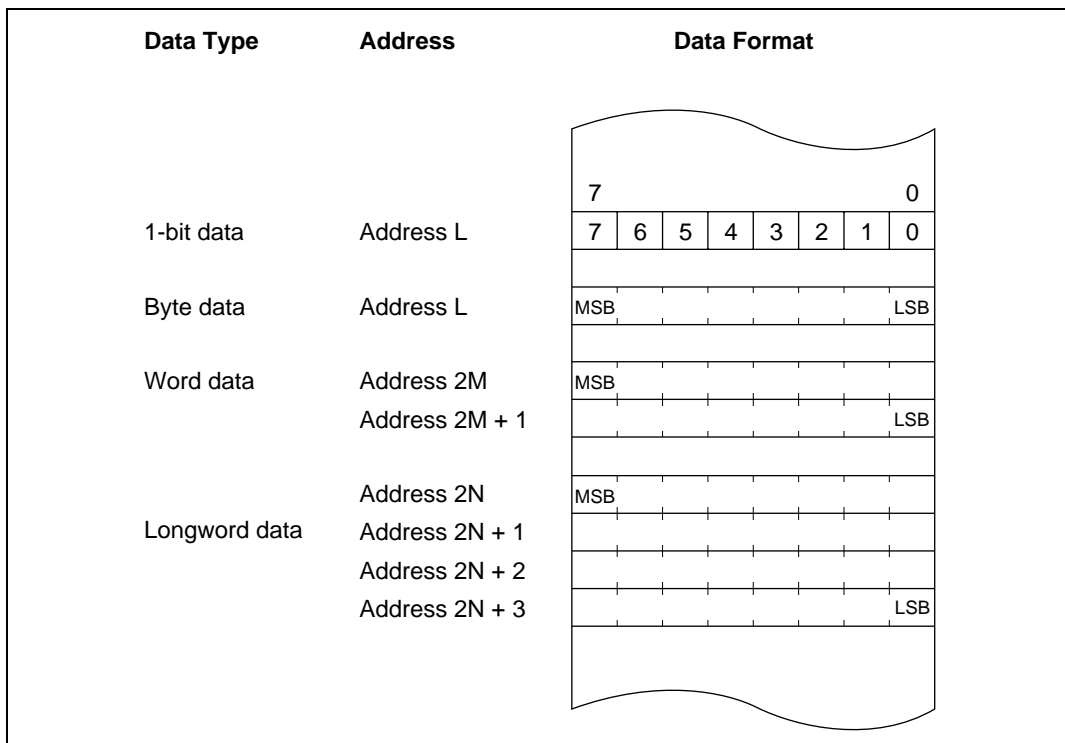 Data Type Address Data Format
7 0
1-bit data Address L 7 6 5 4 3 2 1 0
Byte data Address L MSB LSB
Word data Address 2M MSB
Address 2M + 1 LSB
Address 2N MSB
Longword data Address 2N + 1
Address 2N + 2
Address 2N + 3 LSB